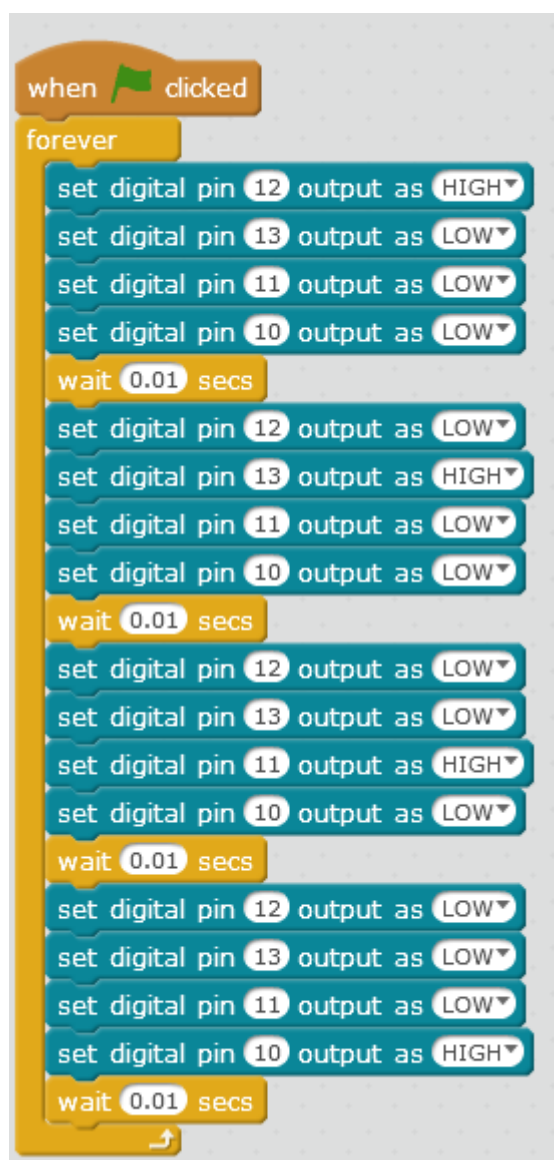 when clicked
forever
set digital pin 12 output as HIGH
set digital pin 13 output as LOW
set digital pin 11 output as LOW
set digital pin 10 output as LOW
wait 0.01 secs
set digital pin 12 output as LOW
set digital pin 13 output as HIGH
set digital pin 11 output as LOW
set digital pin 10 output as LOW
wait 0.01 secs
set digital pin 12 output as LOW
set digital pin 13 output as LOW
set digital pin 11 output as HIGH
set digital pin 10 output as LOW
wait 0.01 secs
set digital pin 12 output as LOW
set digital pin 13 output as LOW
set digital pin 11 output as LOW
set digital pin 10 output as HIGH
wait 0.01 secs